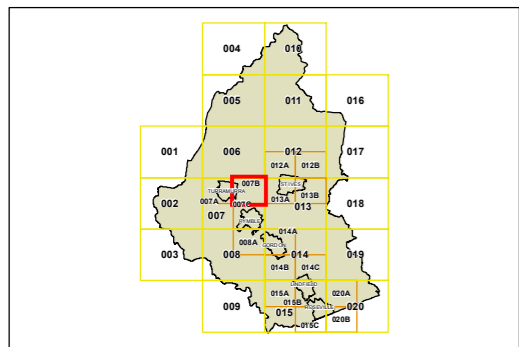 004 010
005 011 016
001 006 012 017
012A 012B
007B ST.IVES
TURRAMURRA
002 007A 007C 013A 013B 018
007 013
PYMBLE
014A
008A GORDON
003 008 014 019
014B 014C
LINDFIELD
015A 020A
009 015B ROSEVILLE 020
015 020B
015C